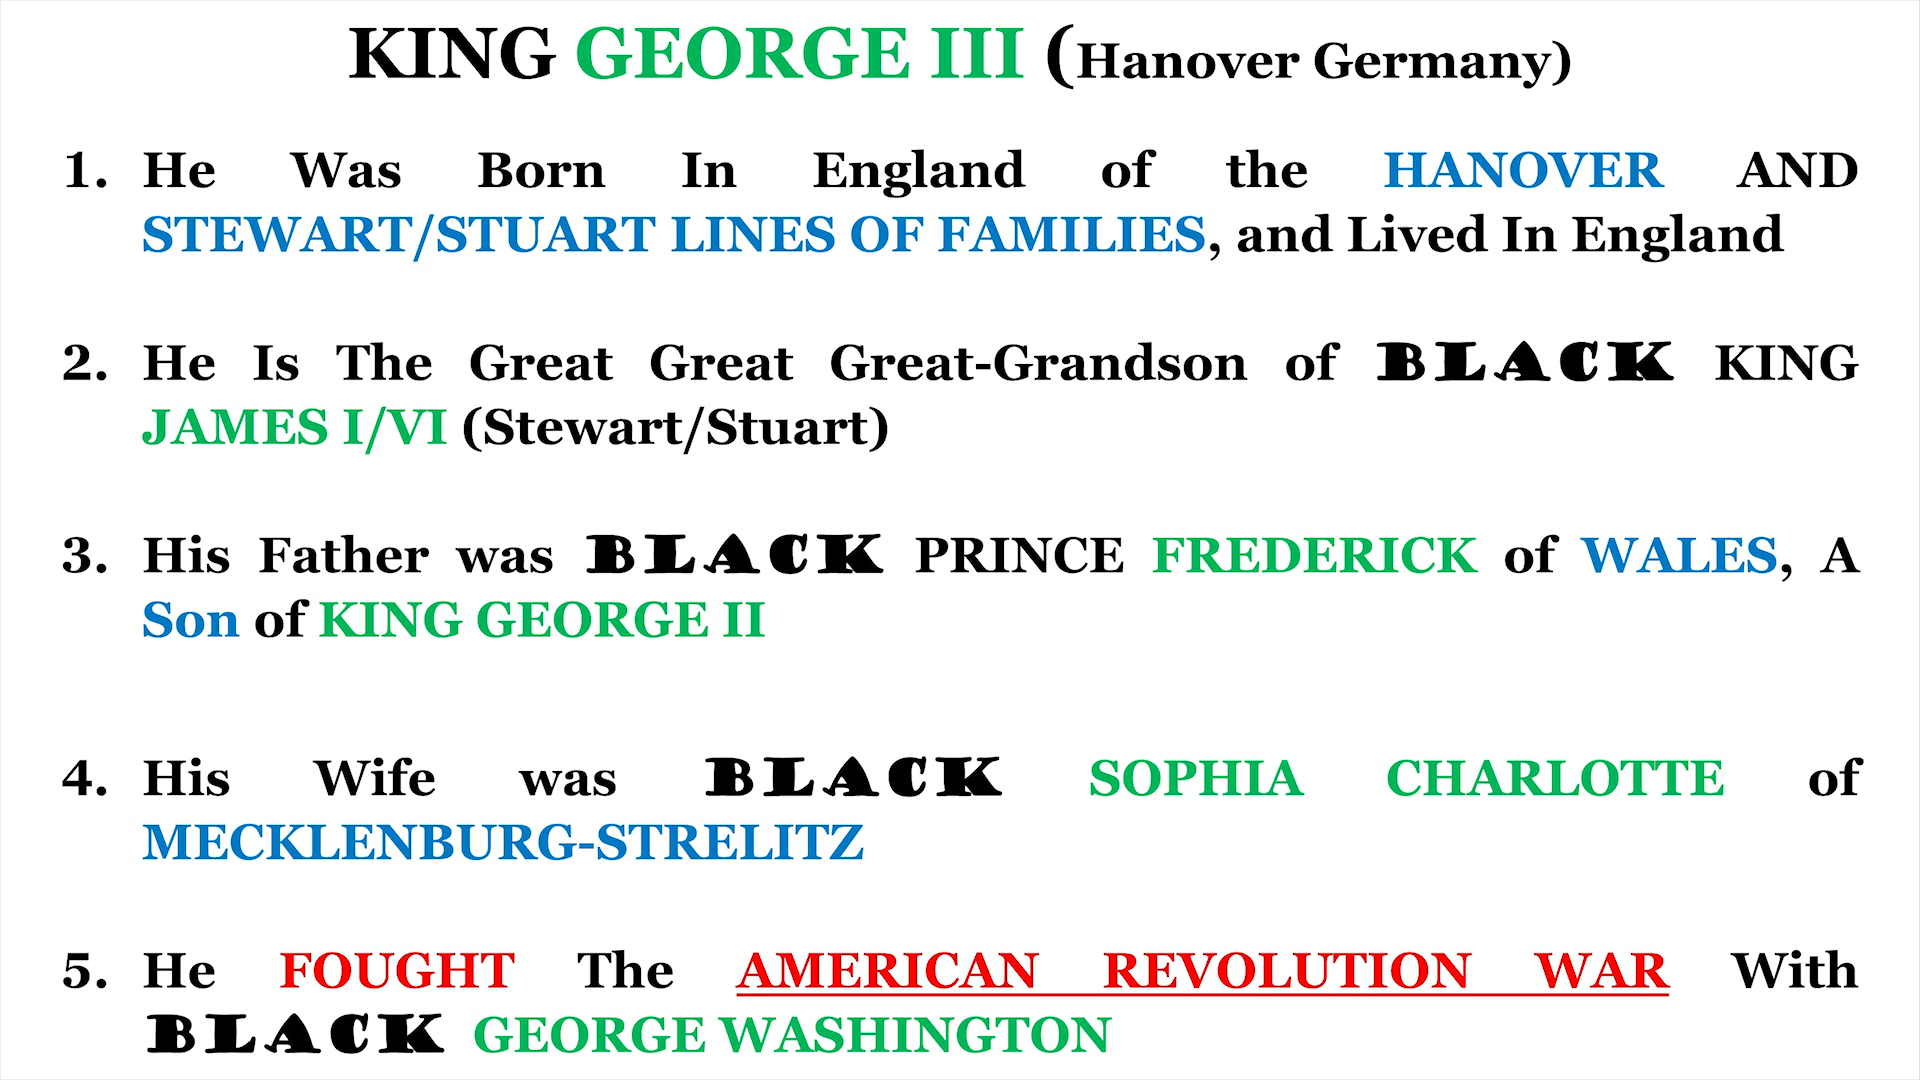 KING GEORGE III (Hanover Germany)
1. He Was Born In England of the HANOVER AND
STEWART/STUART LINES OF FAMILIES, and Lived In England
2. He Is The Great Great Great-Grandson of BLACK KING
JAMES I/VI (Stewart/Stuart)
3. His Father was BLACK PRINCE FREDERICK of WALES, A
Son of KING GEORGE II
4. His Wife was BLACK SOPHIA CHARLOTTE of
MECKLENBURG-STRELITZ
5. He FOUGHT The AMERICAN REVOLUTION WAR With
BLACK GEORGE WASHINGTON